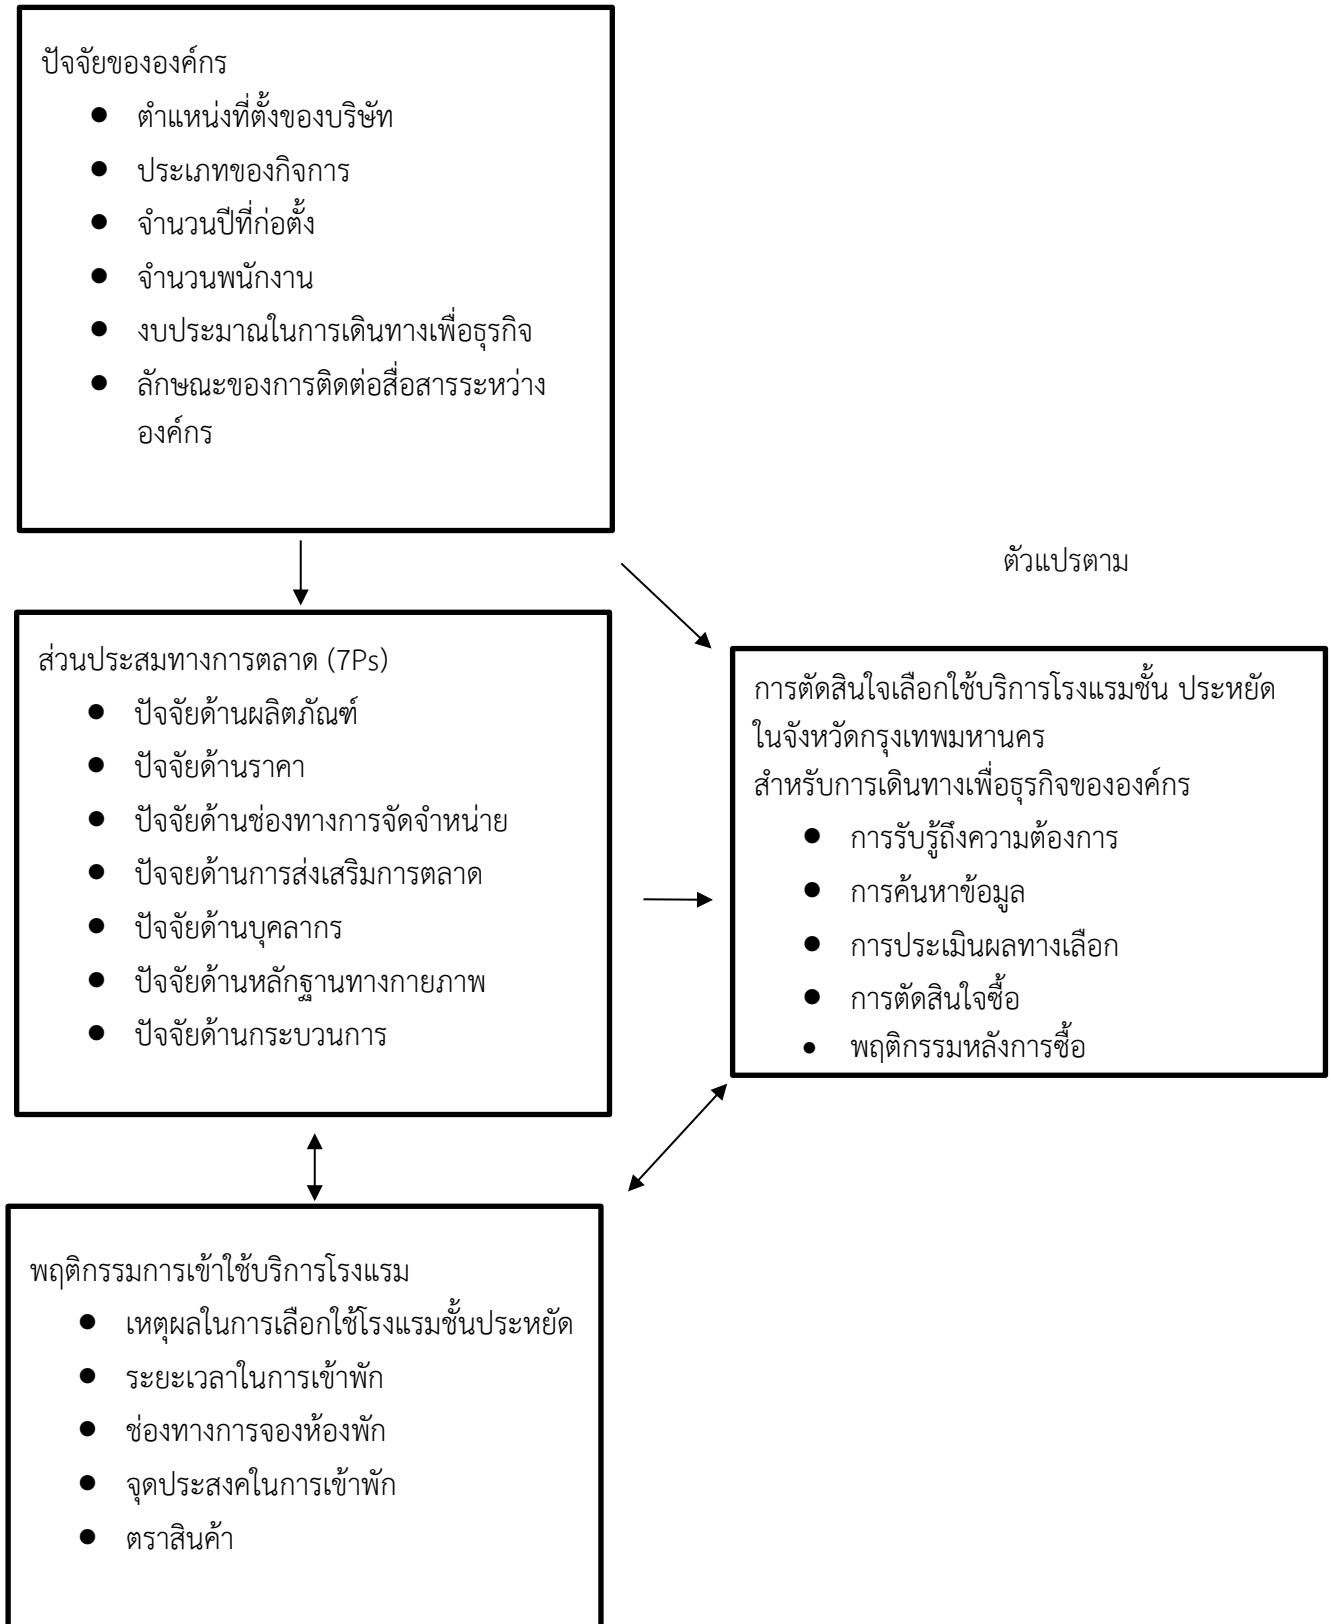 ปัจจัยขององค์กร
● ตำแหน่งที่ตั้งของบริษัท
● ประเภทของกิจการ
● จำนวนปีที่ก่อตั้ง
● จำนวนพนักงาน
● งบประมาณในการเดินทางเพื่อธุรกิจ
● ลักษณะของการติดต่อสื่อสารระหว่าง
องค์กร
ส่วนประสมทางการตลาด (7Ps)
● ปัจจัยด้านผลิตภัณฑ์
● ปัจจัยด้านราคา
● ปัจจัยด้านช่องทางการจัดจำหน่าย
● ปัจจยด้านการส่งเสริมการตลาด
● ปัจจัยด้านบุคลากร
● ปัจจัยด้านหลักฐานทางกายภาพ
● ปัจจัยด้านกระบวนการ
ตัวแปรตาม
การตัดสินใจเลือกใช้บริการโรงแรมชั้น ประหยัด
ในจังหวัดกรุงเทพมหานคร
สำหรับการเดินทางเพื่อธุรกิจขององค์กร
● การรับรู้ถึงความต้องการ
● การค้นหาข้อมูล
● การประเมินผลทางเลือก
● การตัดสินใจซื้อ
● พฤติกรรมหลังการซื้อ
พฤติกรรมการเข้าใช้บริการโรงแรม
● เหตุผลในการเลือกใช้โรงแรมชั้นประหยัด
● ระยะเวลาในการเข้าพัก
● ช่องทางการจองห้องพัก
● จุดประสงคในการเข้าพัก
● ตราสินค้า